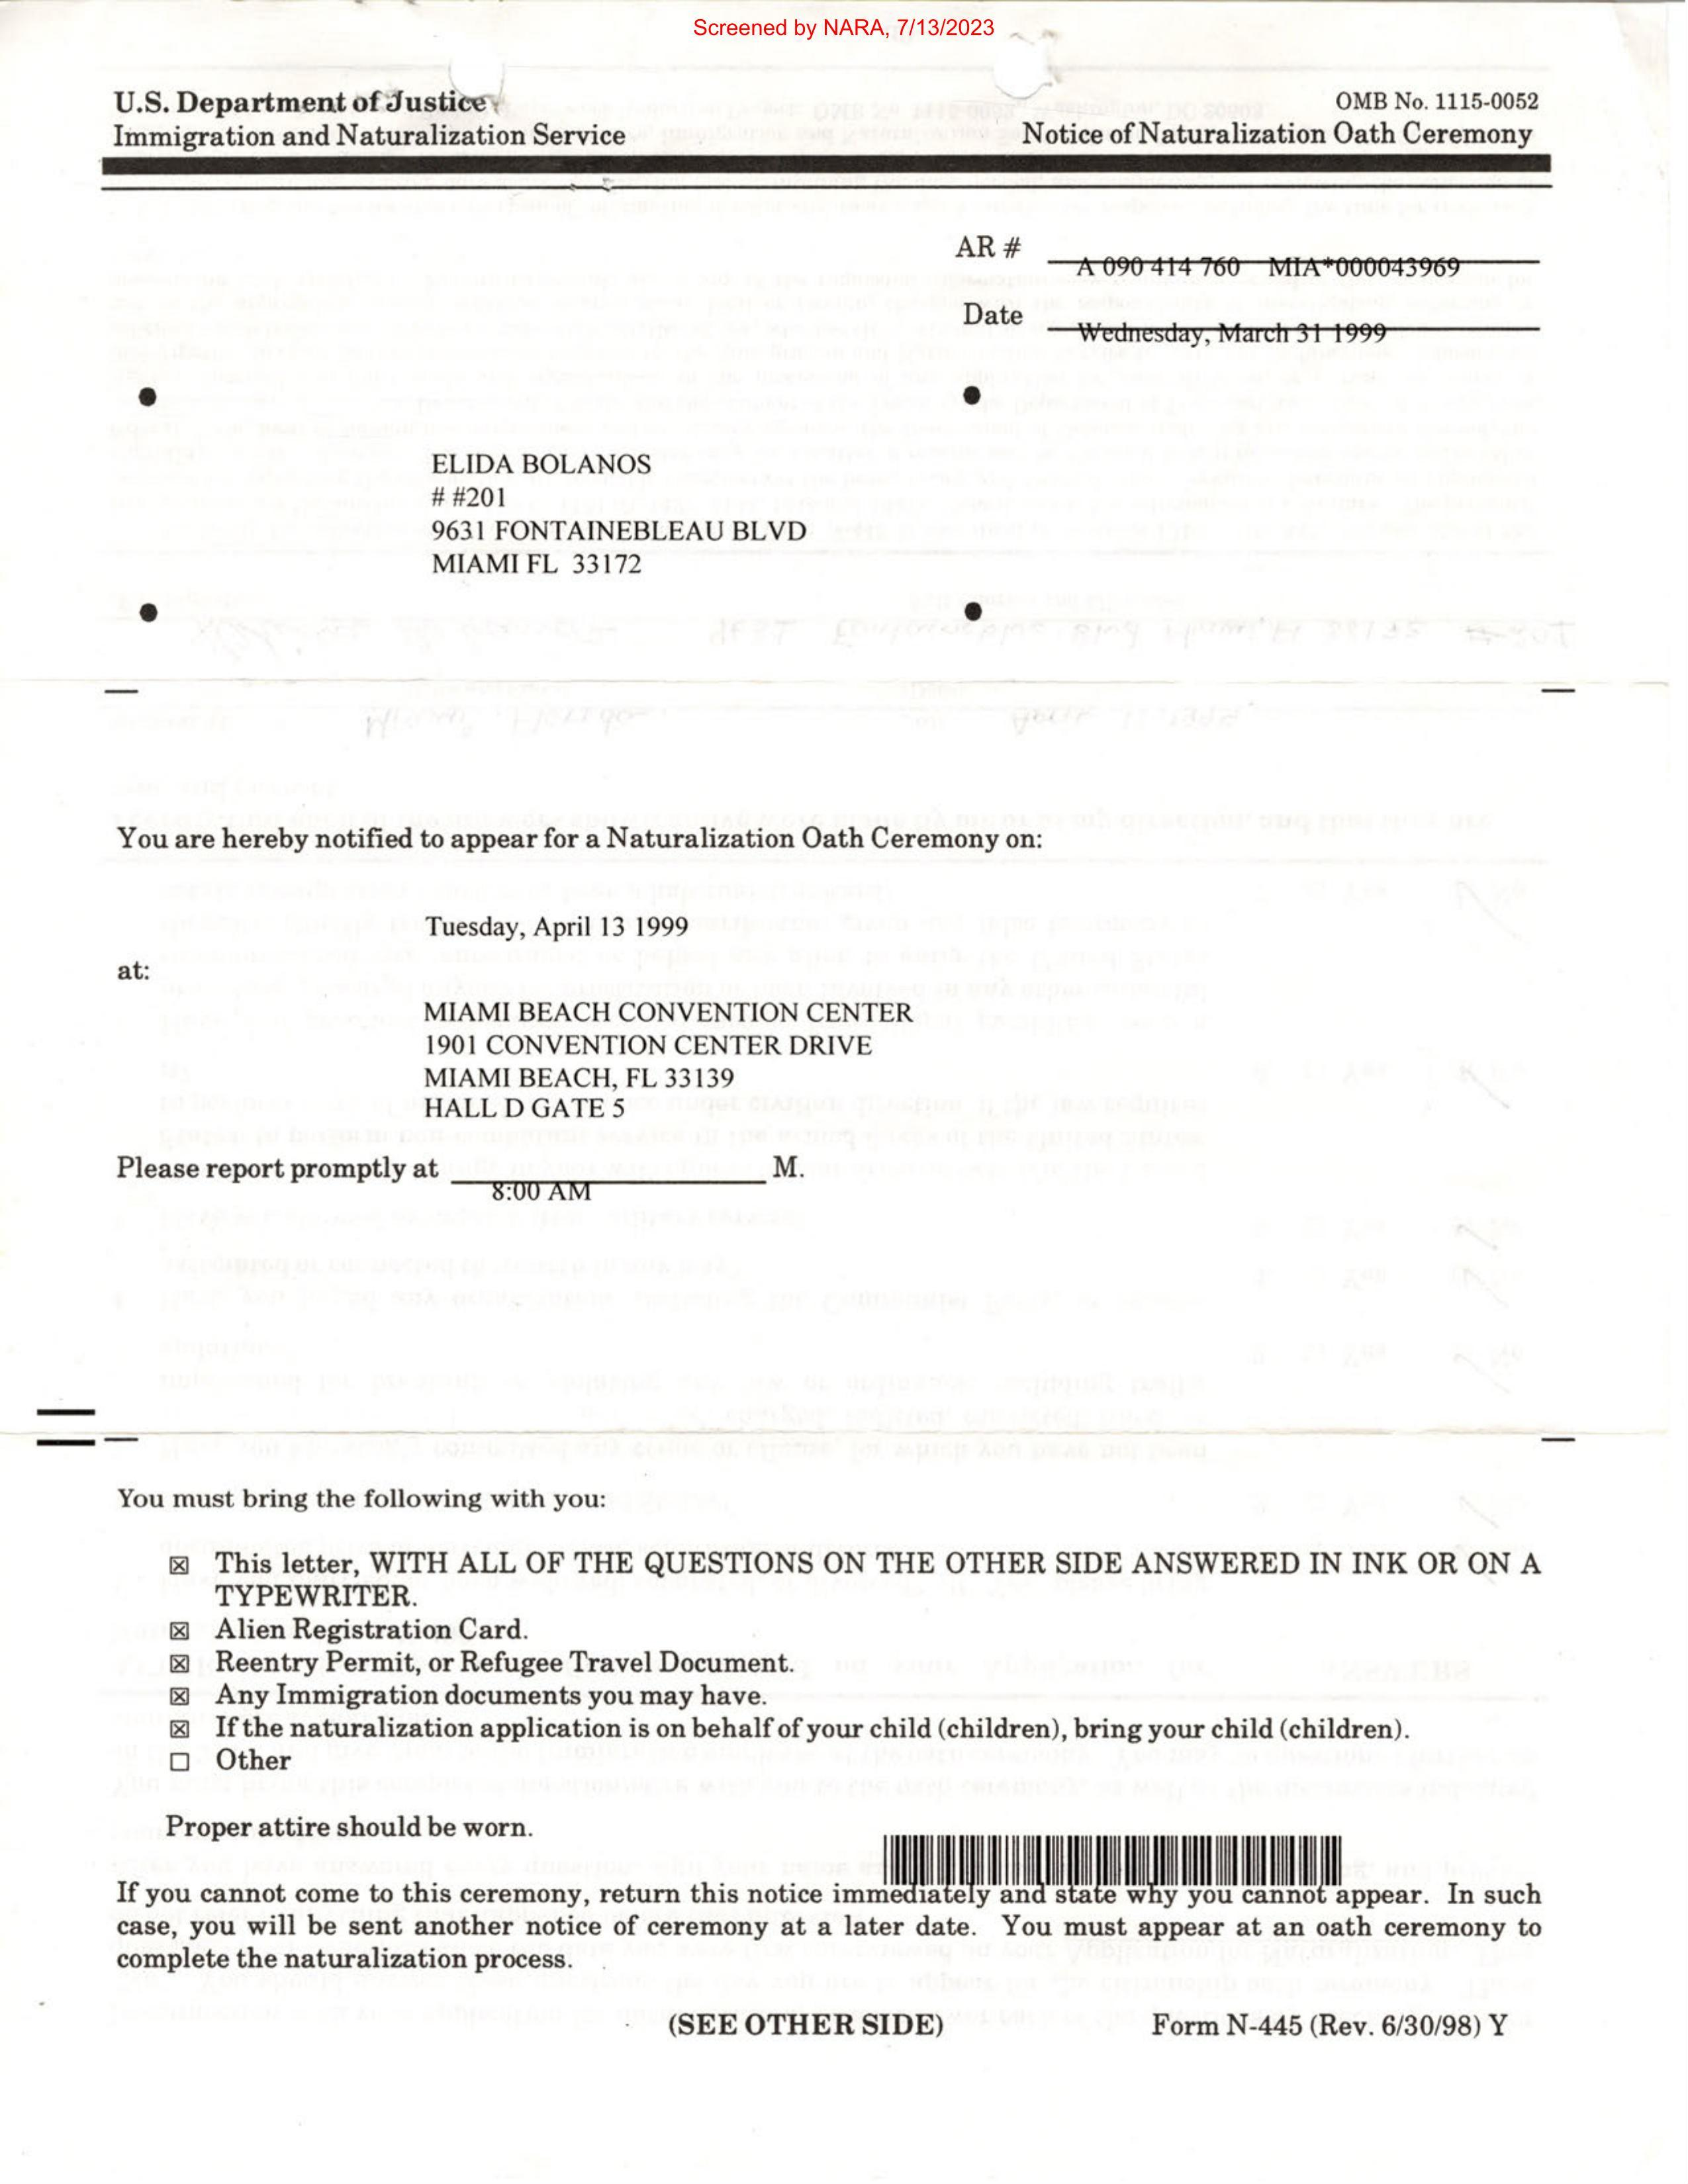 Screened by NARA, 7/13/2023
U.S. Department of Justice
Immigration and Naturalization Service
OMB No. 1115-0052
Notice of Naturalization Oath Ceremony
AR # A 090 414 760 MIA*000043969
Date Wednesday, March 31 1999
ELIDA BOLANOS
# #201
9631 FONTAINEBLEAU BLVD
MIAMI FL 33172
You are hereby notified to appear for a Naturalization Oath Ceremony on:
Tuesday, April 13 1999
at:
MIAMI BEACH CONVENTION CENTER
1901 CONVENTION CENTER DRIVE
MIAMI BEACH, FL 33139
HALL D GATE 5
Please report promptly at 8:00 AM M.
You must bring the following with you:
☒ This letter, WITH ALL OF THE QUESTIONS ON THE OTHER SIDE ANSWERED IN INK OR ON A
TYPEWRITER.
☒ Alien Registration Card.
☒ Reentry Permit, or Refugee Travel Document.
☒ Any Immigration documents you may have.
☒ If the naturalization application is on behalf of your child (children), bring your child (children).
☐ Other
Proper attire should be worn.
If you cannot come to this ceremony, return this notice immediately and state why you cannot appear. In such
case, you will be sent another notice of ceremony at a later date. You must appear at an oath ceremony to
complete the naturalization process.
(SEE OTHER SIDE)
Form N-445 (Rev. 6/30/98) Y